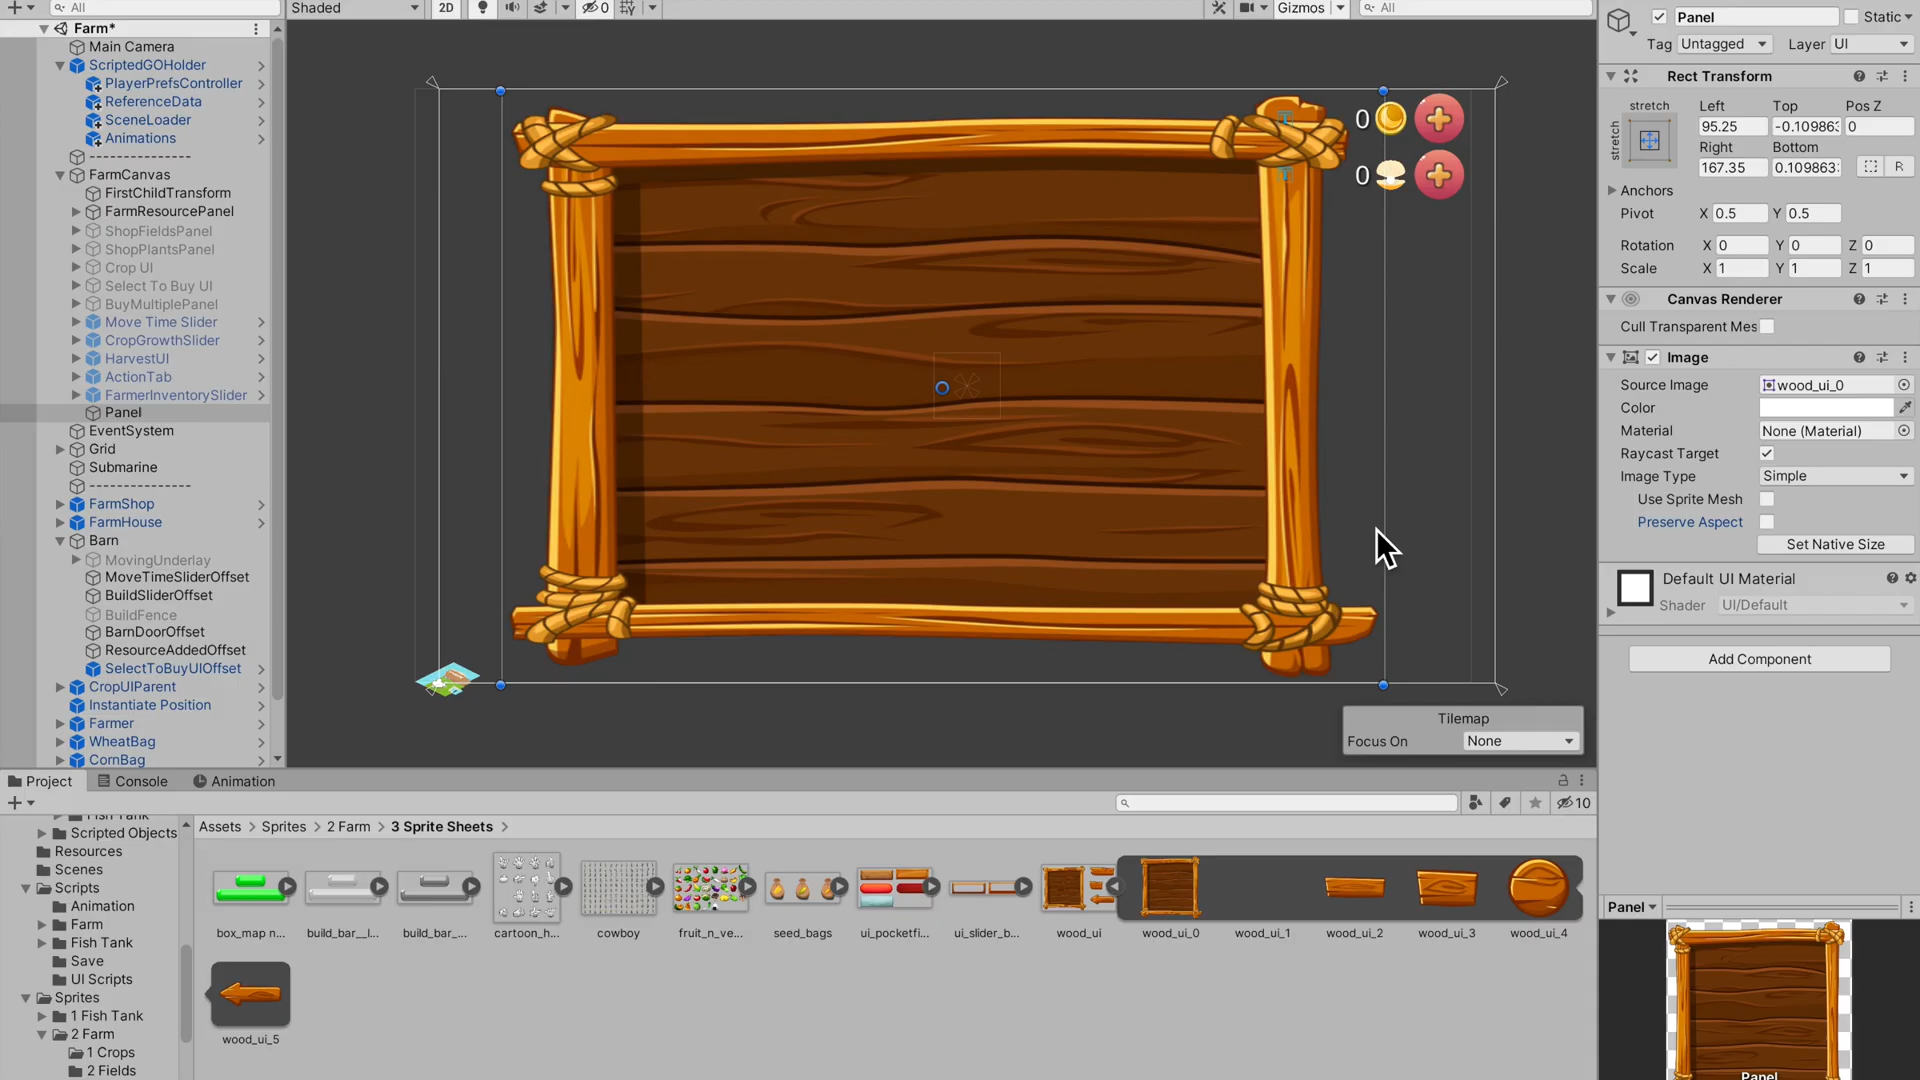 All
Shaded
2D
0
Gizmos
All
Farm*
Main Camera
ScriptedGOHolder
PlayerPrefsController
ReferenceData
SceneLoader
Animations
----------------
FarmCanvas
FirstChildTransform
FarmResourcePanel
ShopFieldsPanel
ShopPlantsPanel
Crop UI
Select To Buy UI
BuyMultiplePanel
Move Time Slider
CropGrowthSlider
HarvestUI
ActionTab
FarmerInventorySlider
Panel
EventSystem
Grid
Submarine
----------------
FarmShop
FarmHouse
Barn
MovingUnderlay
MoveTimeSliderOffset
BuildSliderOffset
BuildFence
BarnDoorOffset
ResourceAddedOffset
SelectToBuyUIOffset
CropUIParent
Instantiate Position
Farmer
WheatBag
CornBag
0
0
Tilemap
Focus On None
Panel Static
Tag Untagged Layer UI
Rect Transform
stretch Left Top Pos Z
stretch 95.25 -0.10986: 0
Right Bottom
167.35 0.109863: R
Anchors
Pivot X 0.5 Y 0.5
Rotation X 0 Y 0 Z 0
Scale X 1 Y 1 Z 1
Canvas Renderer
Cull Transparent Mes
Image
Source Image wood_ui_0
Color
Material None (Material)
Raycast Target
Image Type Simple
Use Sprite Mesh
Preserve Aspect
Set Native Size
Default UI Material
Shader UI/Default
Add Component
Panel
Panel
Project Console Animation
10
Scripted Objects
Resources
Scenes
Scripts
Animation
Farm
Fish Tank
Save
UI Scripts
Sprites
1 Fish Tank
2 Farm
1 Crops
2 Fields
Assets > Sprites > 2 Farm > 3 Sprite Sheets >
box_map n...
build_bar__l...
build_bar_...
cartoon_h...
cowboy
fruit_n_ve...
seed_bags
ui_pocketfi...
ui_slider_b...
wood_ui
wood_ui_0
wood_ui_1
wood_ui_2
wood_ui_3
wood_ui_4
wood_ui_5